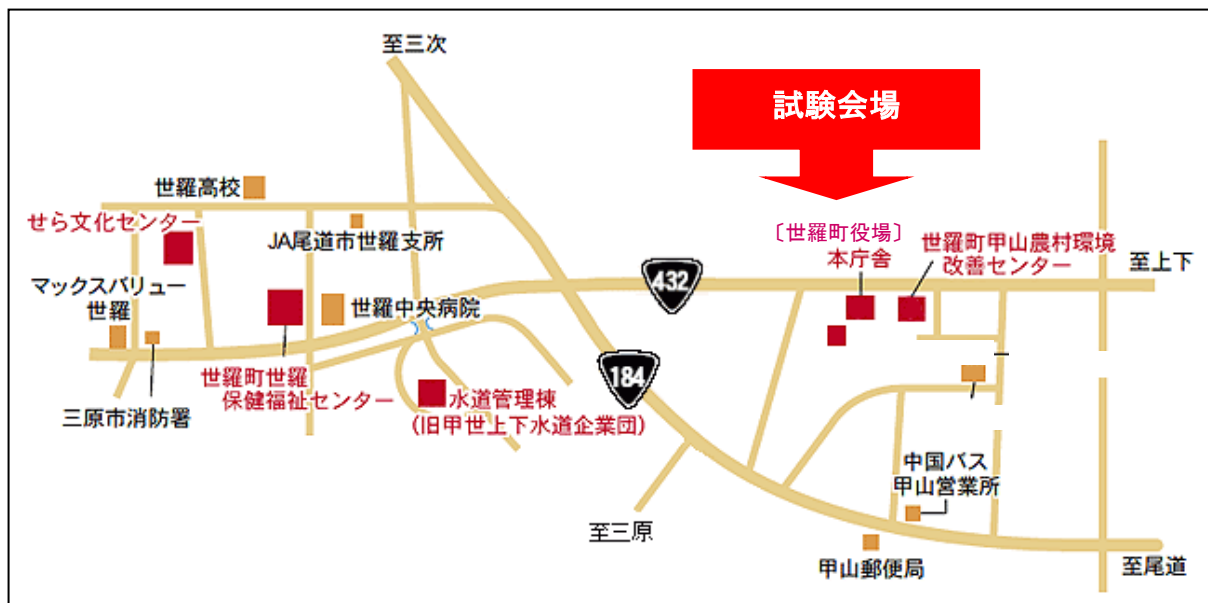 至三次
試験会場
世羅高校
せら文化センター
JA尾道市世羅支所
〔世羅町役場〕
本庁舎
世羅町甲山農村環境
改善センター
至上下
マックスバリュー
世羅
世羅中央病院
432
世羅町世羅
保健福祉センター
184
水道管理棟
(旧甲世上下水道企業団)
三原市消防署
中国バス
甲山営業所
至三原
甲山郵便局
至尾道